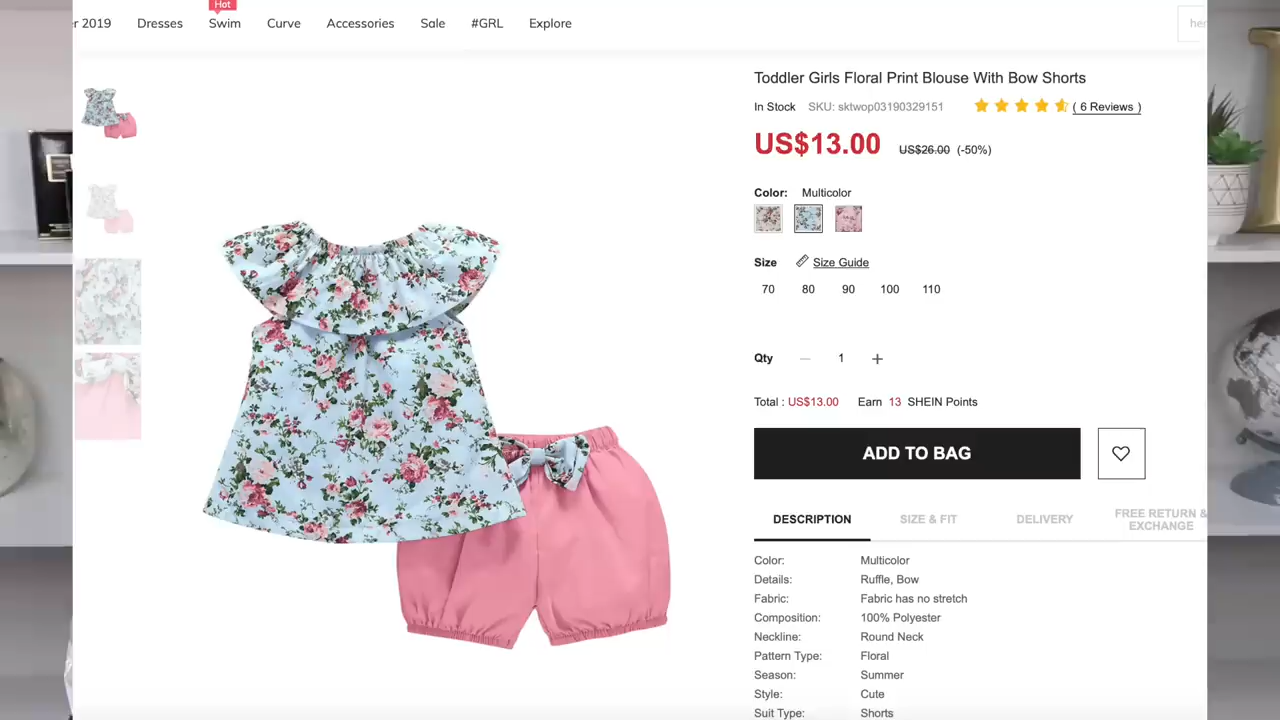 Hot
r 2019 Dresses Swim Curve Accessories Sale #GRL Explore
her
Toddler Girls Floral Print Blouse With Bow Shorts
In Stock SKU: sktwop03190329151 ( 6 Reviews )
US$13.00 US$26.00 (-50%)
Color: Multicolor
Size Size Guide
70 80 90 100 110
Qty — 1 +
Total : US$13.00 Earn 13 SHEIN Points
ADD TO BAG
DESCRIPTION SIZE & FIT DELIVERY FREE RETURN &
EXCHANGE
Color: Multicolor
Details: Ruffle, Bow
Fabric: Fabric has no stretch
Composition: 100% Polyester
Neckline: Round Neck
Pattern Type: Floral
Season: Summer
Style: Cute
Suit Type: Shorts